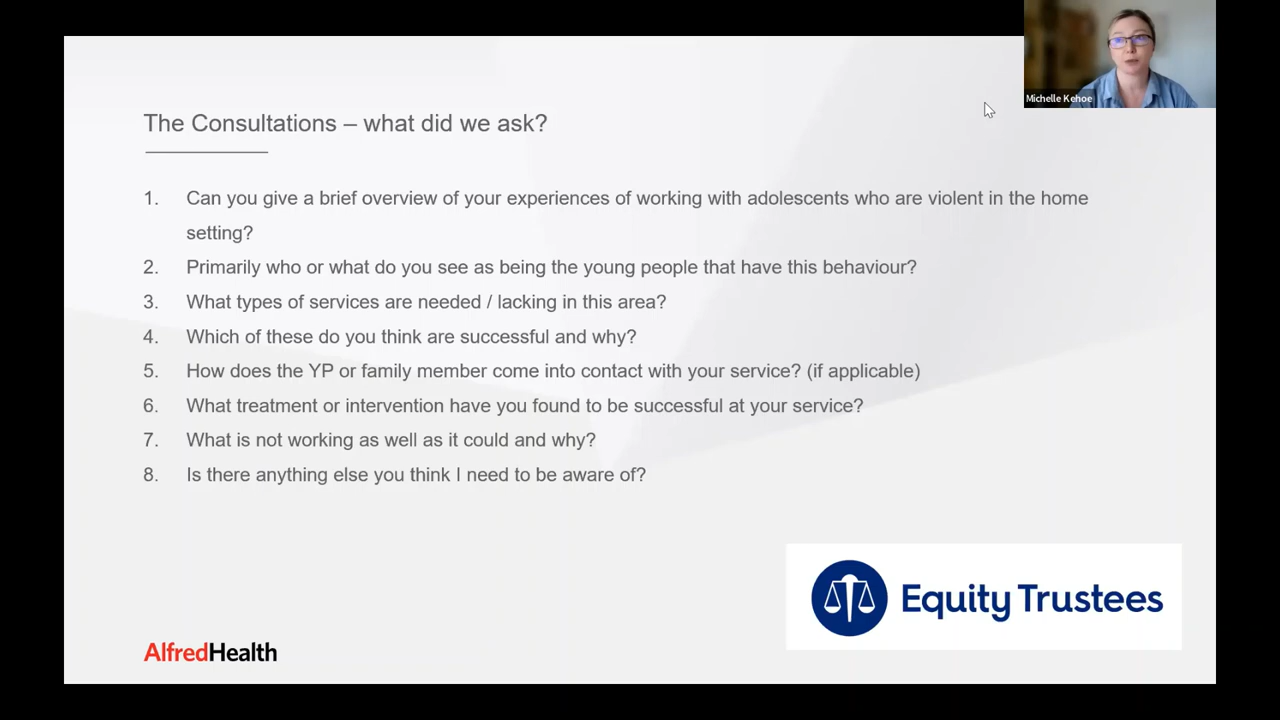 Michelle Kehoe
The Consultations – what did we ask?
1. Can you give a brief overview of your experiences of working with adolescents who are violent in the home
setting?
2. Primarily who or what do you see as being the young people that have this behaviour?
3. What types of services are needed / lacking in this area?
4. Which of these do you think are successful and why?
5. How does the YP or family member come into contact with your service? (if applicable)
6. What treatment or intervention have you found to be successful at your service?
7. What is not working as well as it could and why?
8. Is there anything else you think I need to be aware of?
Equity Trustees
AlfredHealth